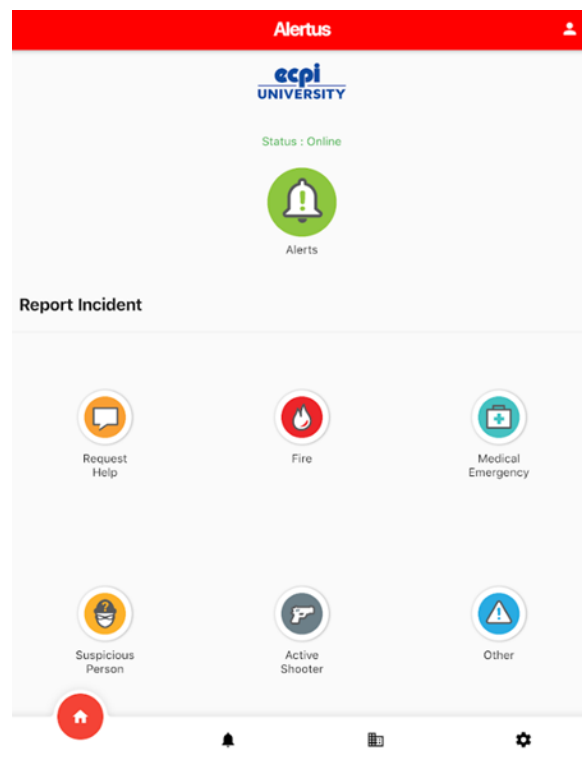 Alertus
ecpi
UNIVERSITY
Status : Online
Alerts
Report Incident
Request
Help
Fire
Medical
Emergency
Suspicious
Person
Active
Shooter
Other